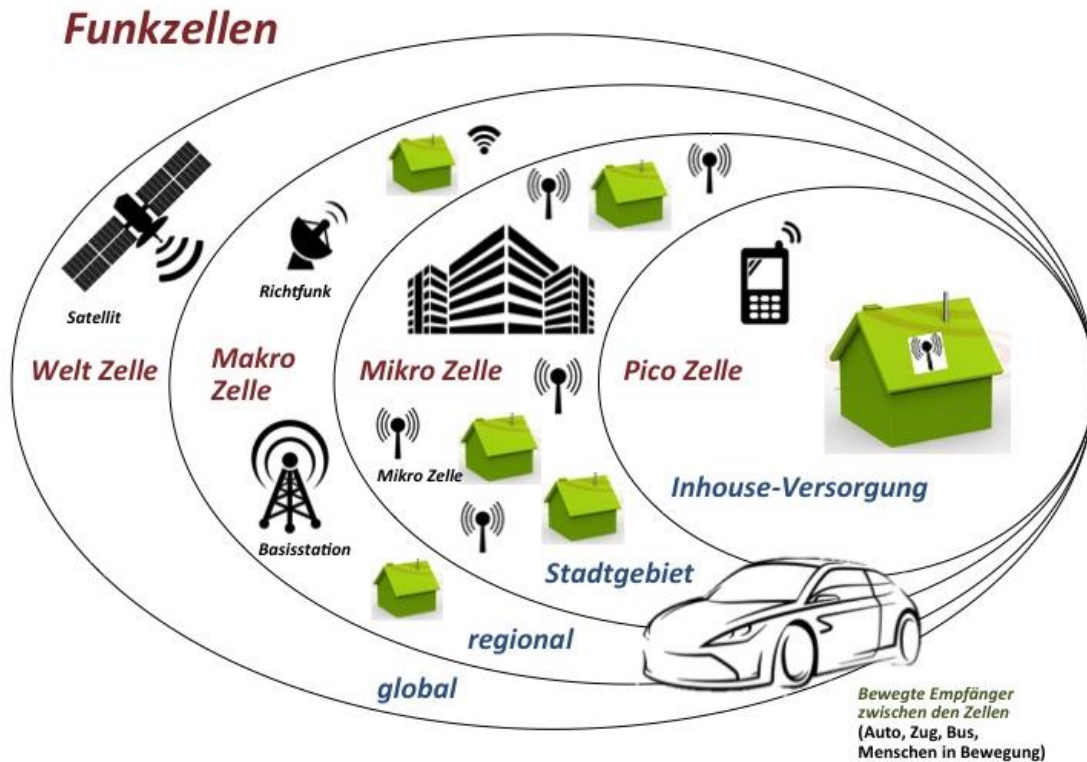 Funkzellen
Satellit
Richtfunk
Welt Zelle
Makro
Zelle
Mikro Zelle
Pico Zelle
Mikro Zelle
Basisstation
Inhouse-Versorgung
Stadtgebiet
regional
global
Bewegte Empfänger
zwischen den Zellen
(Auto, Zug, Bus,
Menschen in Bewegung)